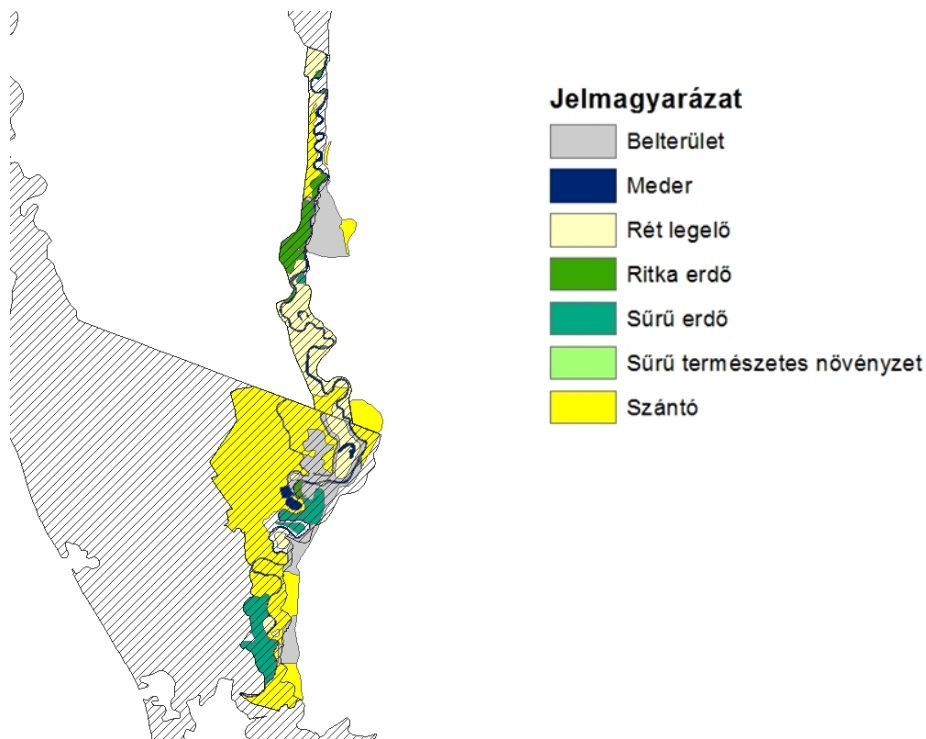 Jelmagyarázat
Belterület
Meder
Rét legelő
Ritka erdő
Sűrű erdő
Sűrű természetes növényzet
Szántó